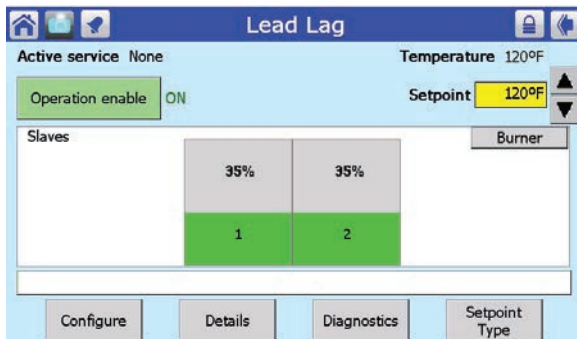 Lead Lag
Active service None
Temperature 120ºF
Operation enable ON
Setpoint 120ºF
Slaves
Burner
35% 35%
1 2
Configure
Details
Diagnostics
Setpoint
Type